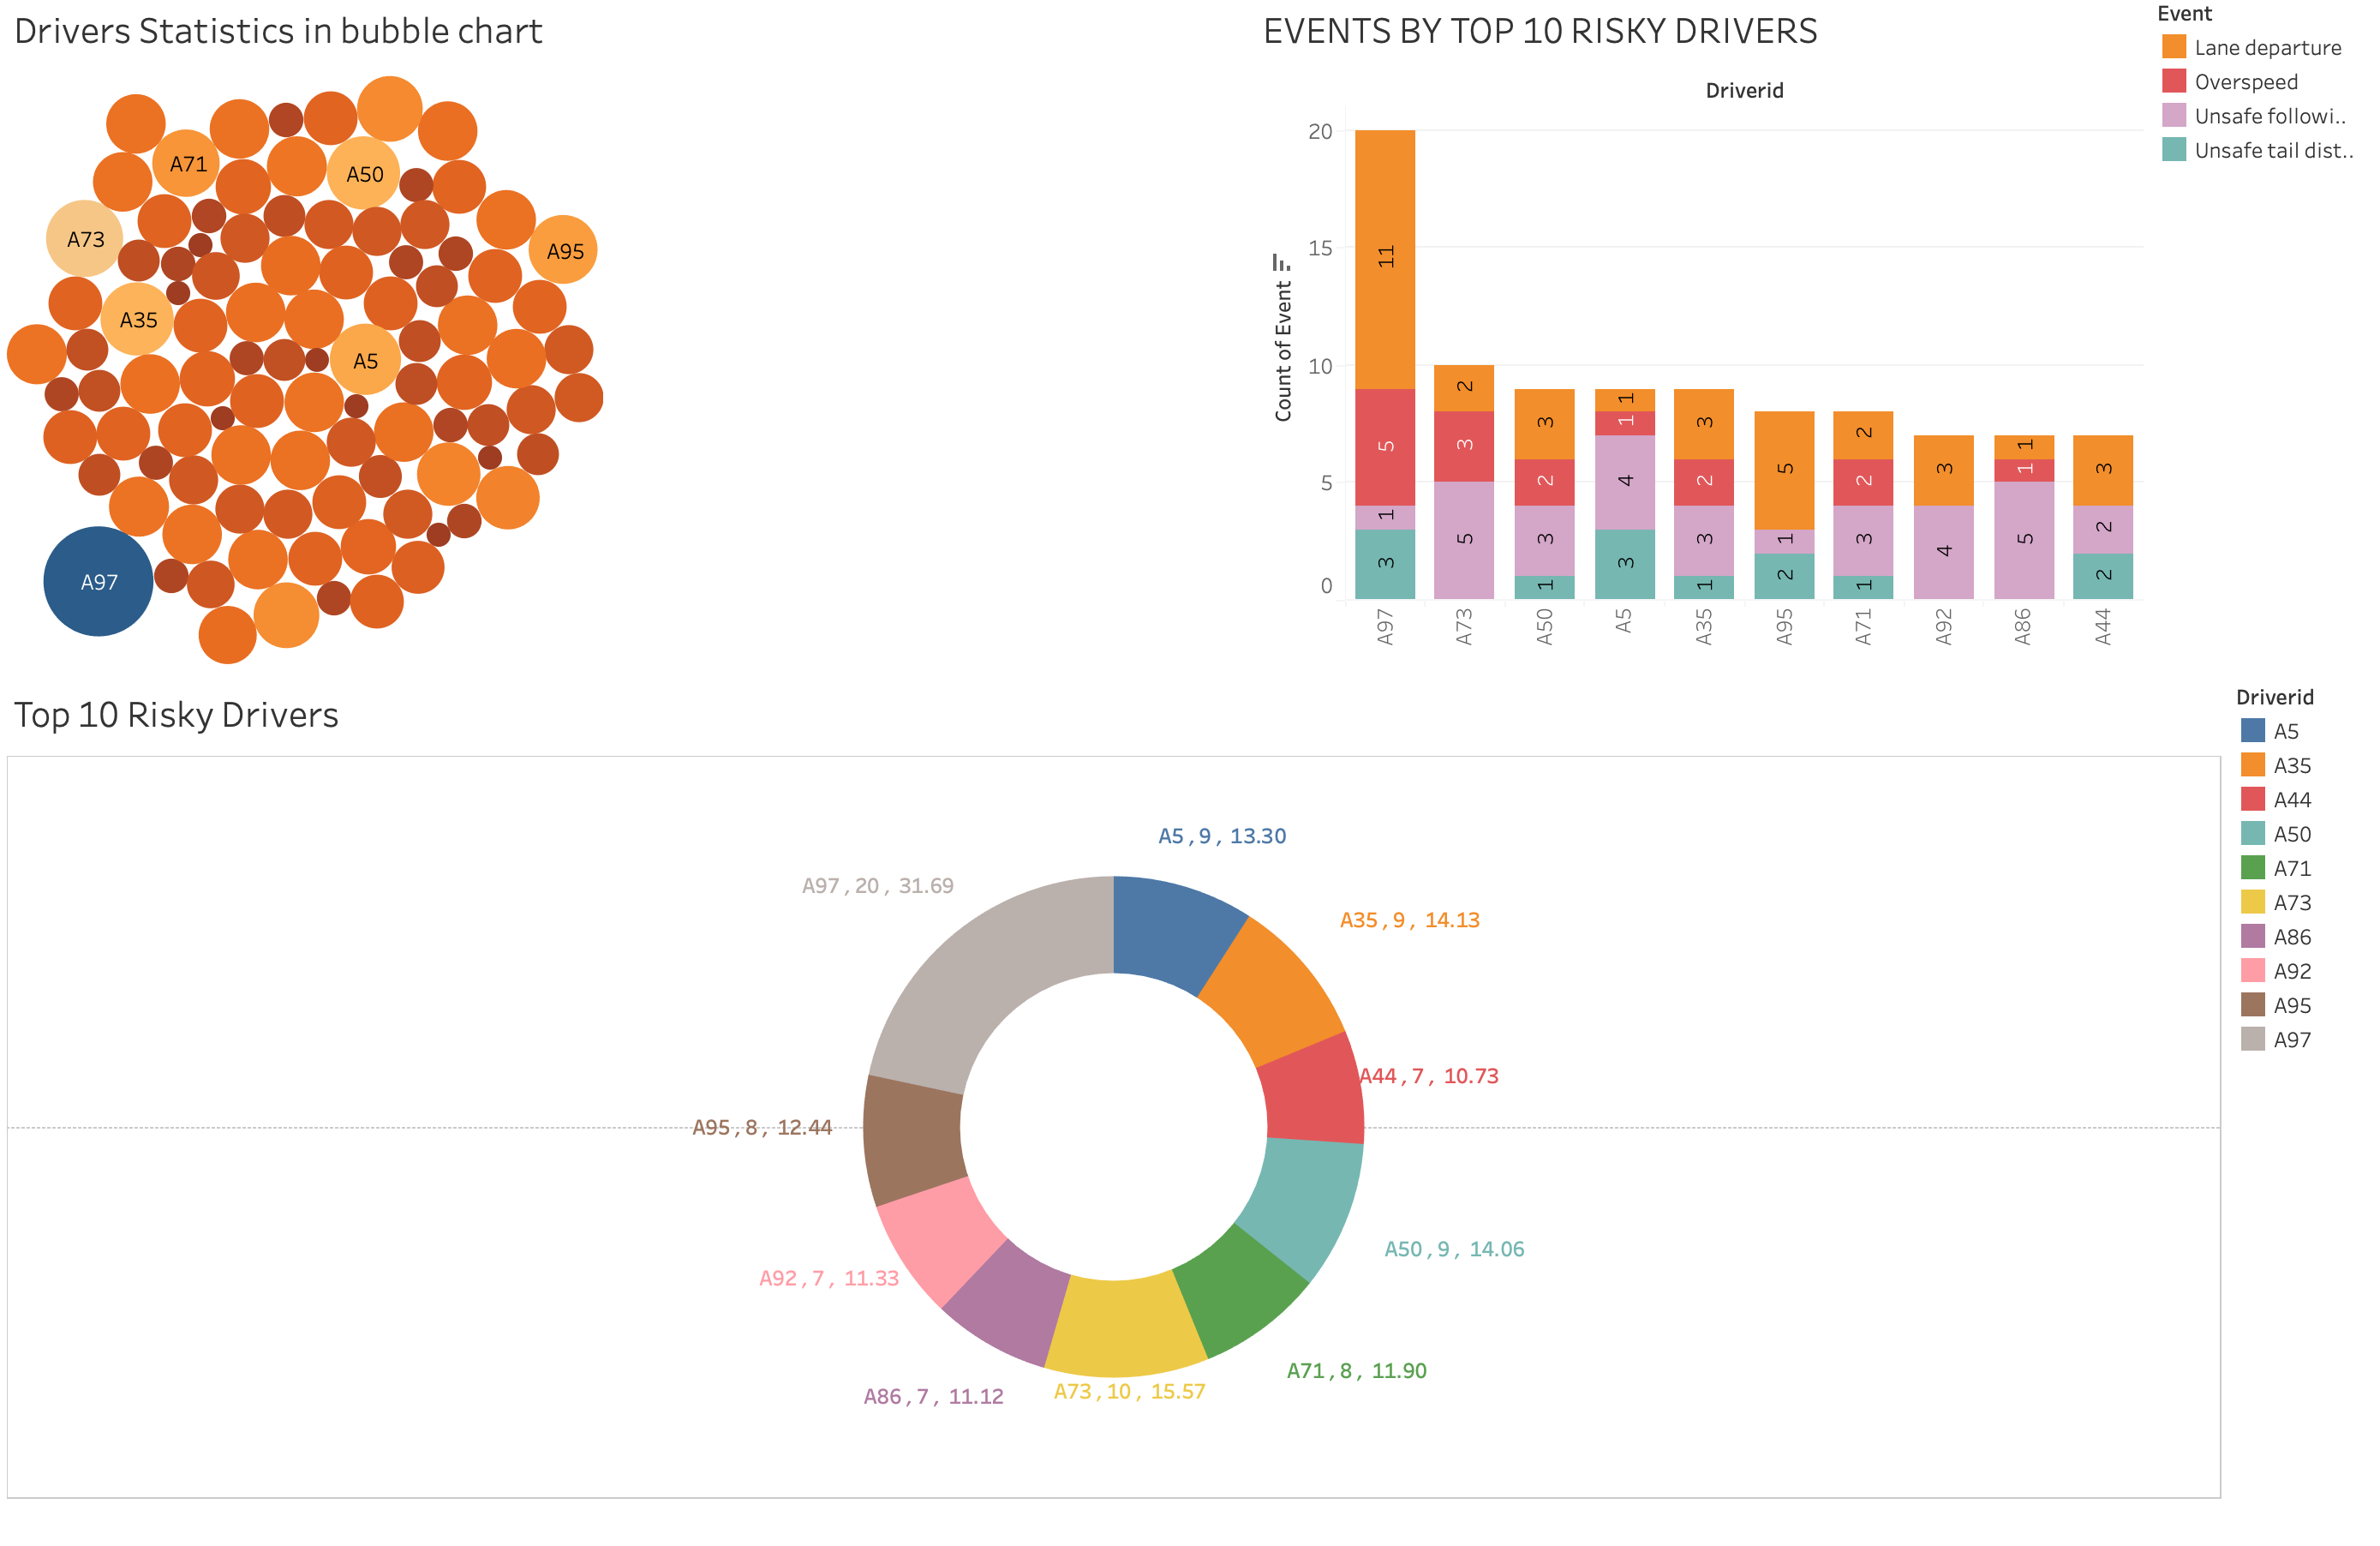 Drivers Statistics in bubble chart
A71
A50
A73
A95
A35
A5
A97
EVENTS BY TOP 10 RISKY DRIVERS
Driverid
Count of Event
20
15
10
5
0
11
5
1
3
2
3
5
3
2
3
1
1
1
4
3
3
2
3
1
5
1
2
2
2
3
1
3
4
1
1
5
3
2
2
A97
A73
A50
A5
A35
A95
A71
A92
A86
A44
Event
Lane departure
Overspeed
Unsafe followi..
Unsafe tail dist..
Top 10 Risky Drivers
A5, 9, 13.30
A97, 20, 31.69
A35, 9, 14.13
A44, 7, 10.73
A95, 8, 12.44
A50, 9, 14.06
A92, 7, 11.33
A71, 8, 11.90
A86, 7, 11.12
A73, 10, 15.57
Driverid
A5
A35
A44
A50
A71
A73
A86
A92
A95
A97